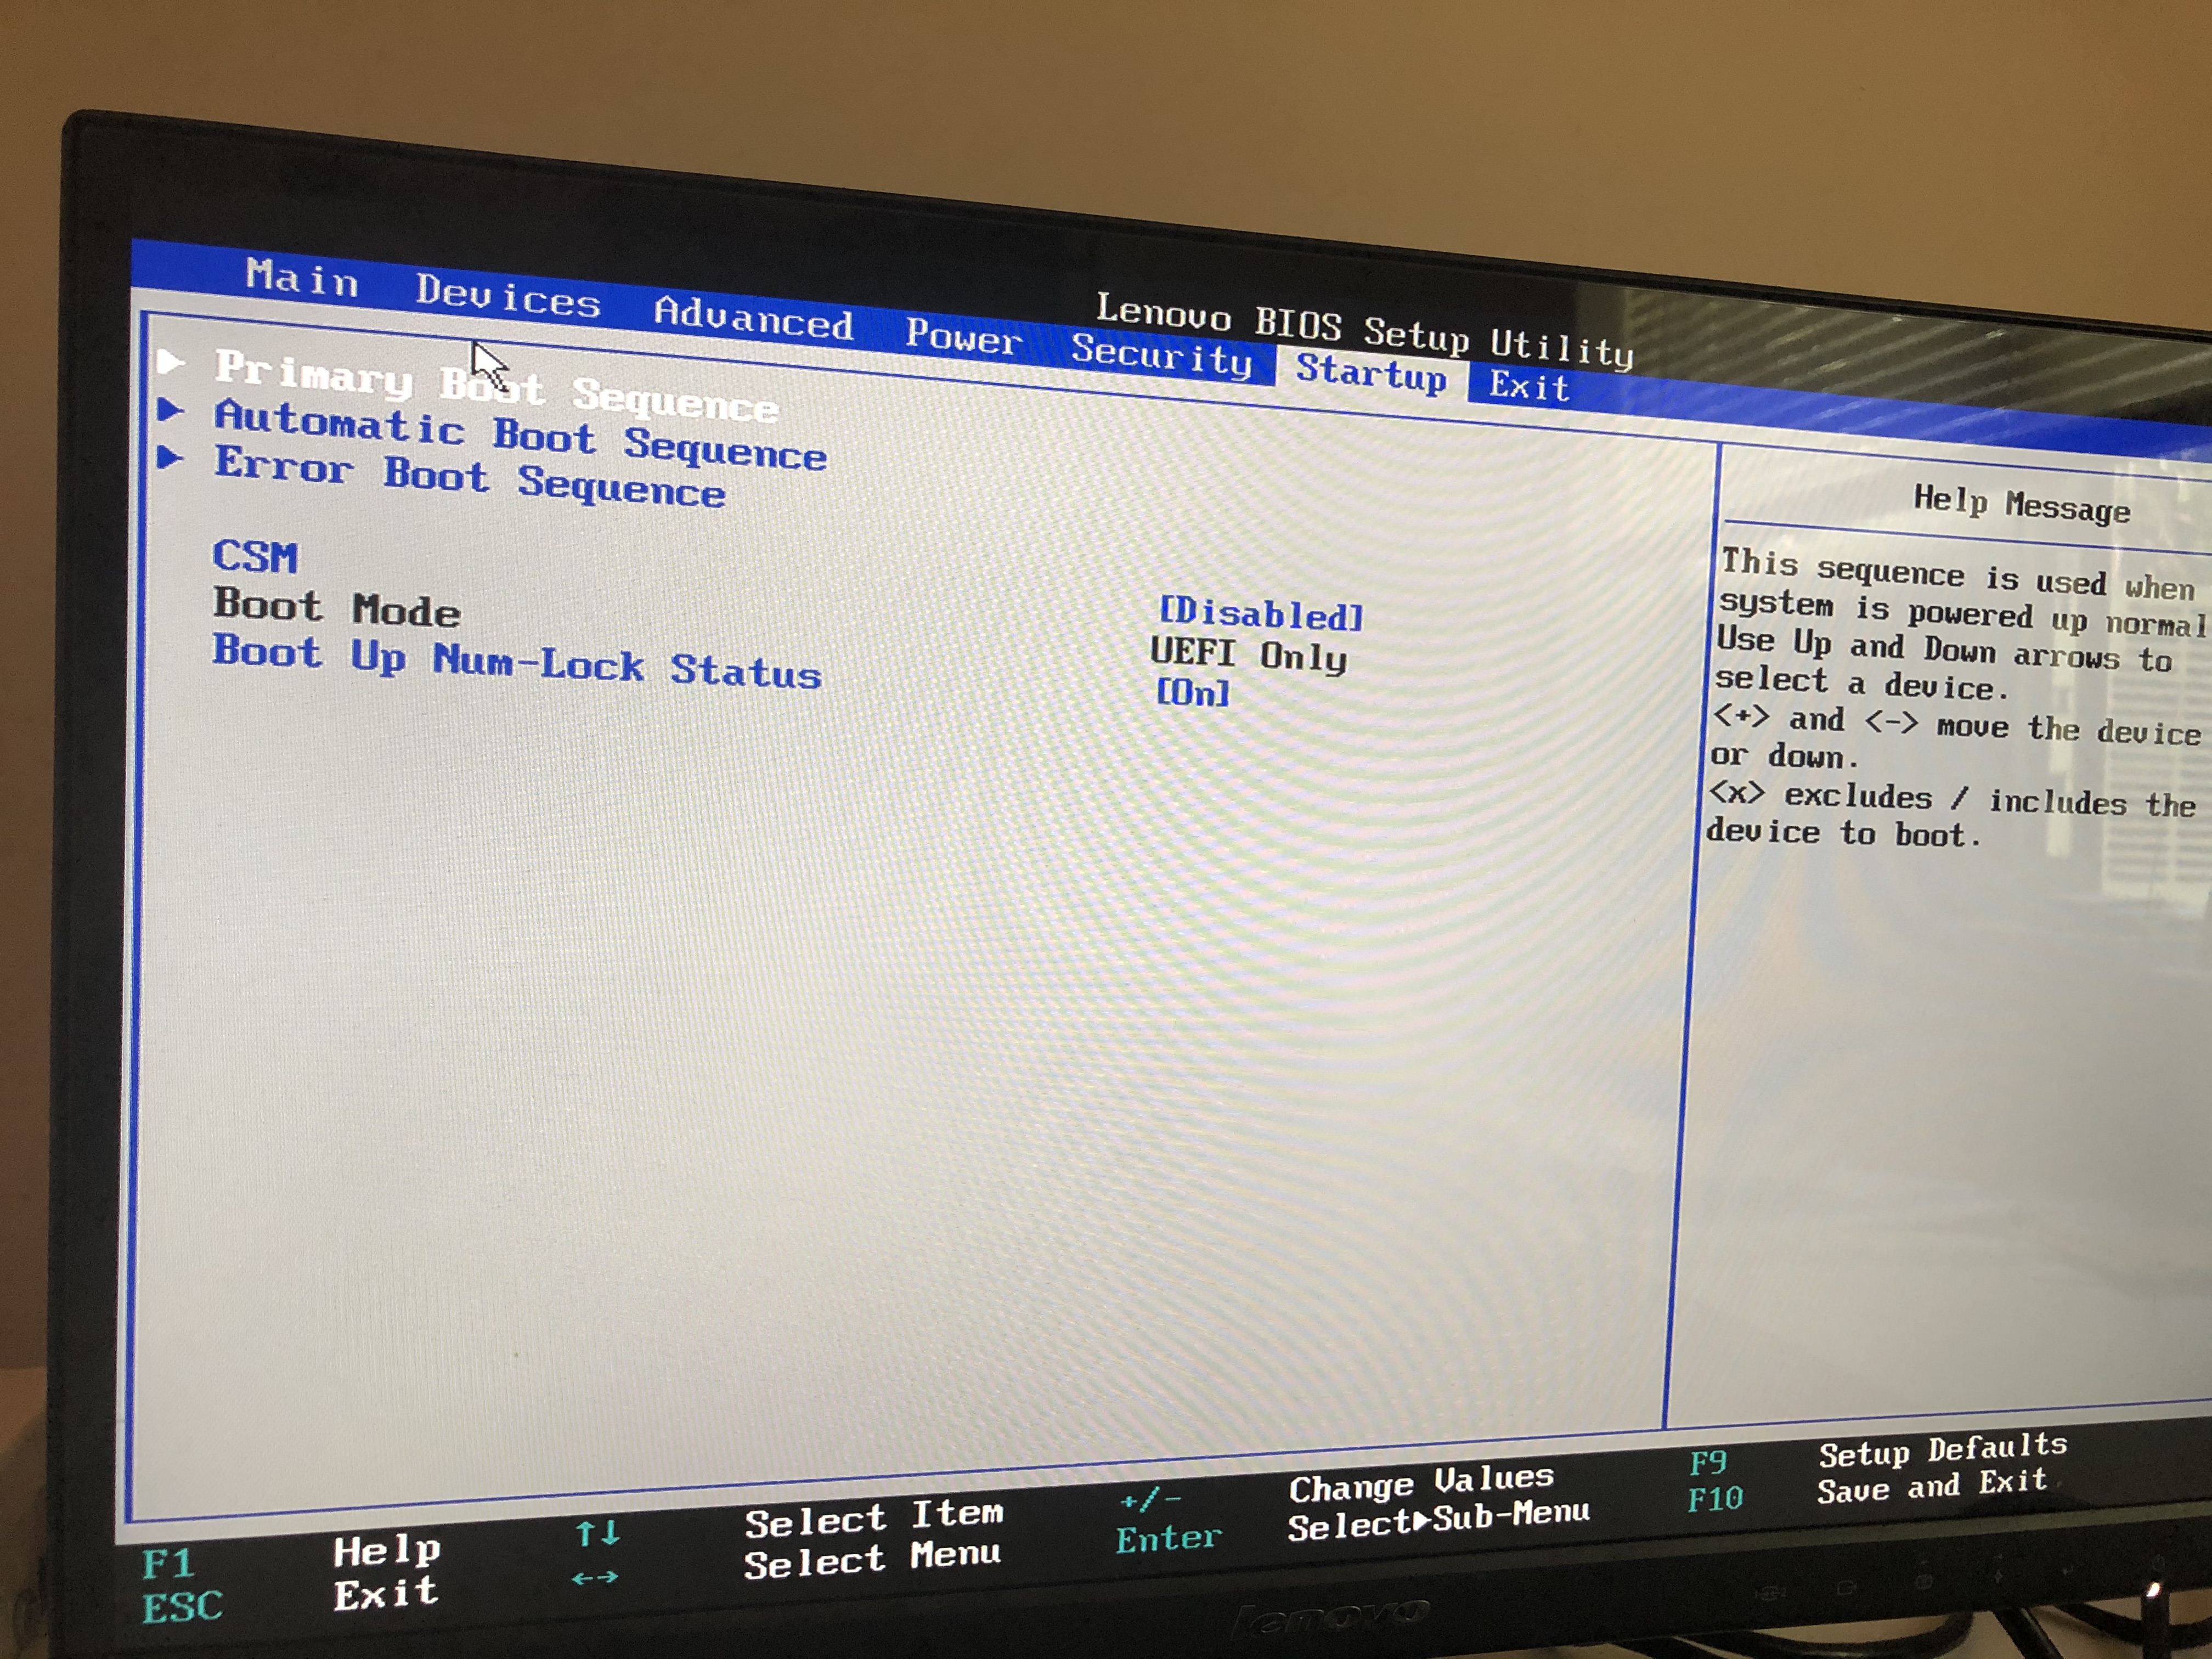 Lenovo BIOS Setup Utility
Main Devices Advanced Power Security Startup Exit
Primary Boot Sequence
Automatic Boot Sequence
Error Boot Sequence
CSM [Disabled]
Boot Mode UEFI Only
Boot Up Num-Lock Status [On]
Help Message
This sequence is used when
system is powered up normal
Use Up and Down arrows to
select a device.
<+> and <-> move the device
or down.
<x> excludes / includes the
device to boot.
F1 Help ↑↓ Select Item +/- Change Values F9 Setup Defaults
ESC Exit ←→ Select Menu Enter Select▶Sub-Menu F10 Save and Exit
lenovo